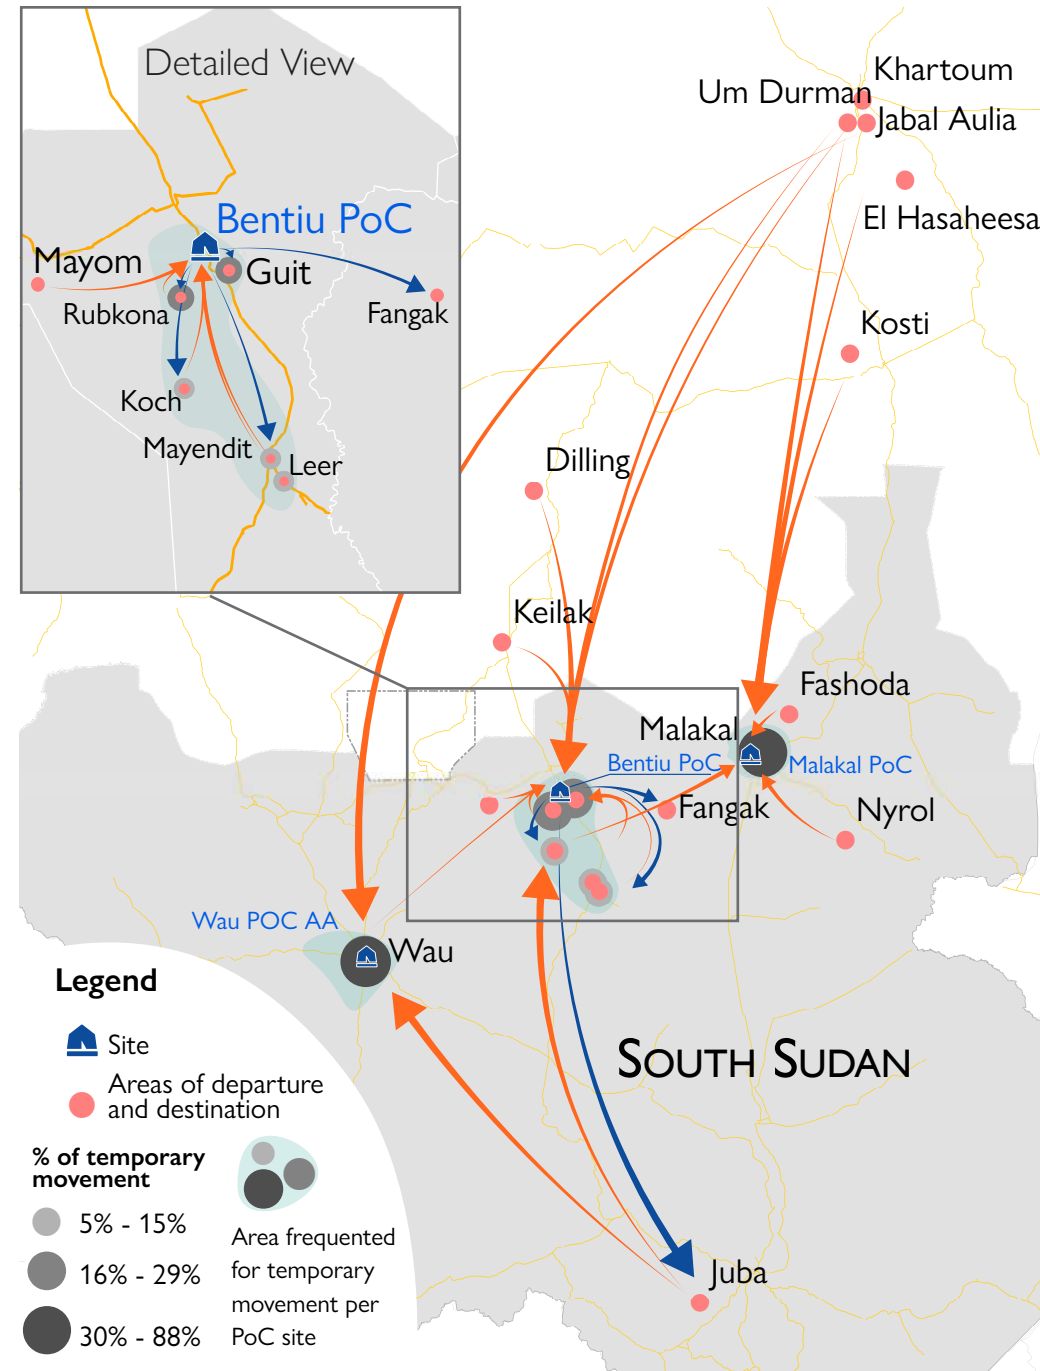 Detailed View
Khartoum
Um Durman
Jabal Aulia
El Hasaheesa
Bentiu PoC
Mayom
Guit
Rubkona
Fangak
Kosti
Koch
Mayendit
Leer
Dilling
Keilak
Fashoda
Malakal
Bentiu PoC
Malakal PoC
Fangak
Nyrol
Wau POC AA
Wau
SOUTH SUDAN
Juba
Legend
Site
Areas of departure
and destination
% of temporary
movement
5% - 15%
16% - 29%
30% - 88%
Area frequented
for temporary
movement per
PoC site